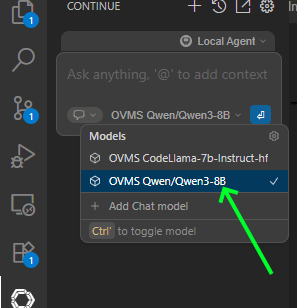 CONTINUE
Local Agent
Ask anything, '@' to add context
OVMS Qwen/Qwen3-8B
Models
OVMS CodeLlama-7b-Instruct-hf
OVMS Qwen/Qwen3-8B
Add Chat model
Ctrl' to toggle model
1
1
1
1